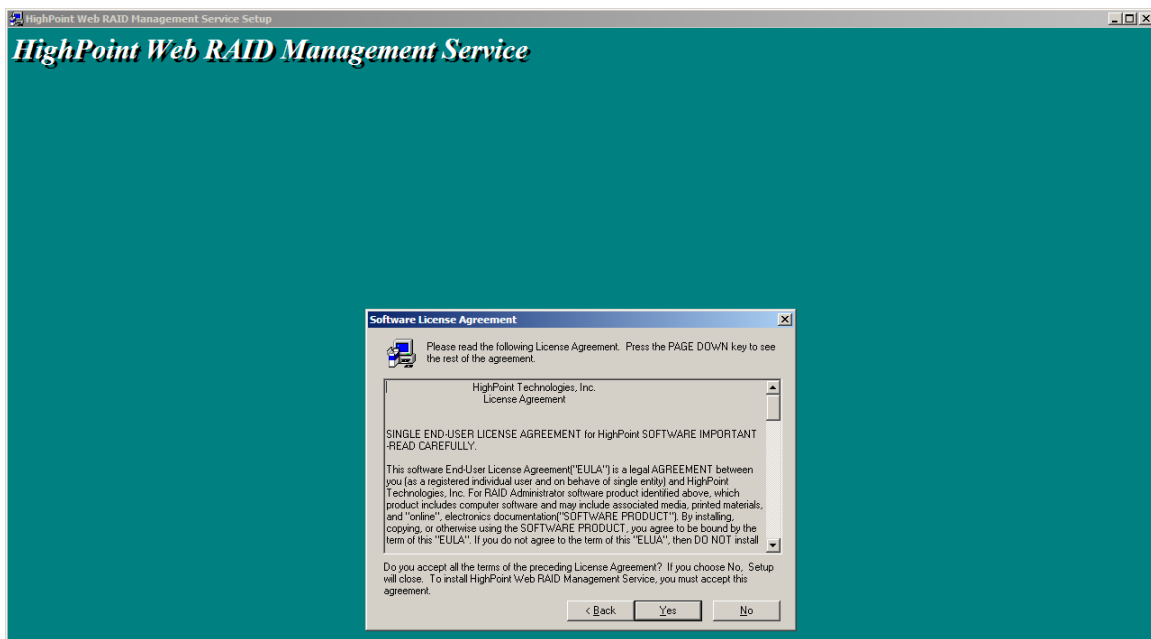 HighPoint Web RAID Management Service Setup
HighPoint Web RAID Management Service
Software License Agreement
Please read the following License Agreement. Press the PAGE DOWN key to see
the rest of the agreement.
HighPoint Technologies, Inc.
License Agreement
SINGLE END-USER LICENSE AGREEMENT for HighPoint SOFTWARE IMPORTANT
-READ CAREFULLY.
This software End-User License Agreement("EULA") is a legal AGREEMENT between
you (as a registered individual user and on behave of single entity) and HighPoint
Technologies, Inc. For RAID Administrator software product identified above, which
product includes computer software and may include associated media, printed materials,
and "online", electronics documentation("SOFTWARE PRODUCT"). By installing,
copying, or otherwise using the SOFTWARE PRODUCT, you agree to be bound by the
term of this "EULA". If you do not agree to the term of this "ELUA", then DO NOT install
Do you accept all the terms of the preceding License Agreement? If you choose No, Setup
will close. To install HighPoint Web RAID Management Service, you must accept this
agreement.
< Back Yes No